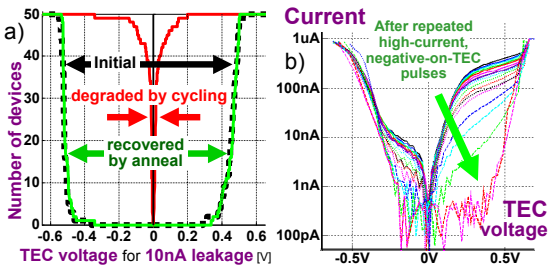 a)
Number of devices
50
40
30
20
10
0
Initial
degraded by cycling
recovered
by anneal
-0.6
-0.4
-0.2
0
0.2
0.4
0.6
TEC voltage for 10nA leakage [V]
Current
b)
1uA
100nA
10nA
1nA
100pA
After repeated
high-current,
negative-on-TEC
pulses
TEC
voltage
-0.5V
0V
0.5V